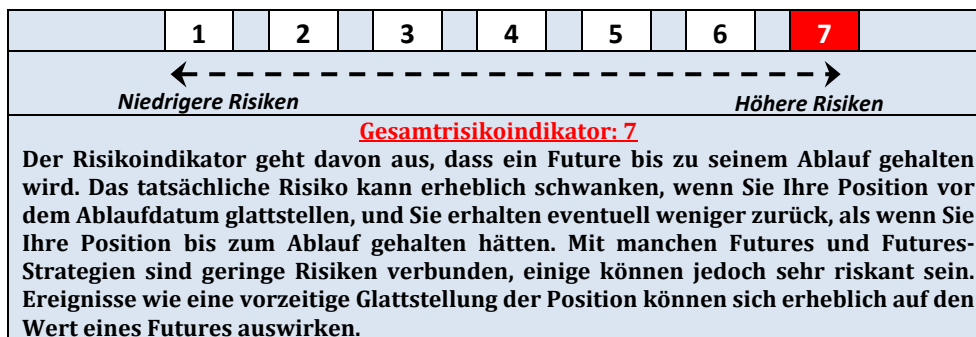 1 2 3 4 5 6 7
Niedrigere Risiken Höhere Risiken
Gesamtrisikoindikator: 7
Der Risikoindikator geht davon aus, dass ein Future bis zu seinem Ablauf gehalten
wird. Das tatsächliche Risiko kann erheblich schwanken, wenn Sie Ihre Position vor
dem Ablaufdatum glattstellen, und Sie erhalten eventuell weniger zurück, als wenn Sie
Ihre Position bis zum Ablauf gehalten hätten. Mit manchen Futures und Futures-
Strategien sind geringe Risiken verbunden, einige können jedoch sehr riskant sein.
Ereignisse wie eine vorzeitige Glattstellung der Position können sich erheblich auf den
Wert eines Futures auswirken.